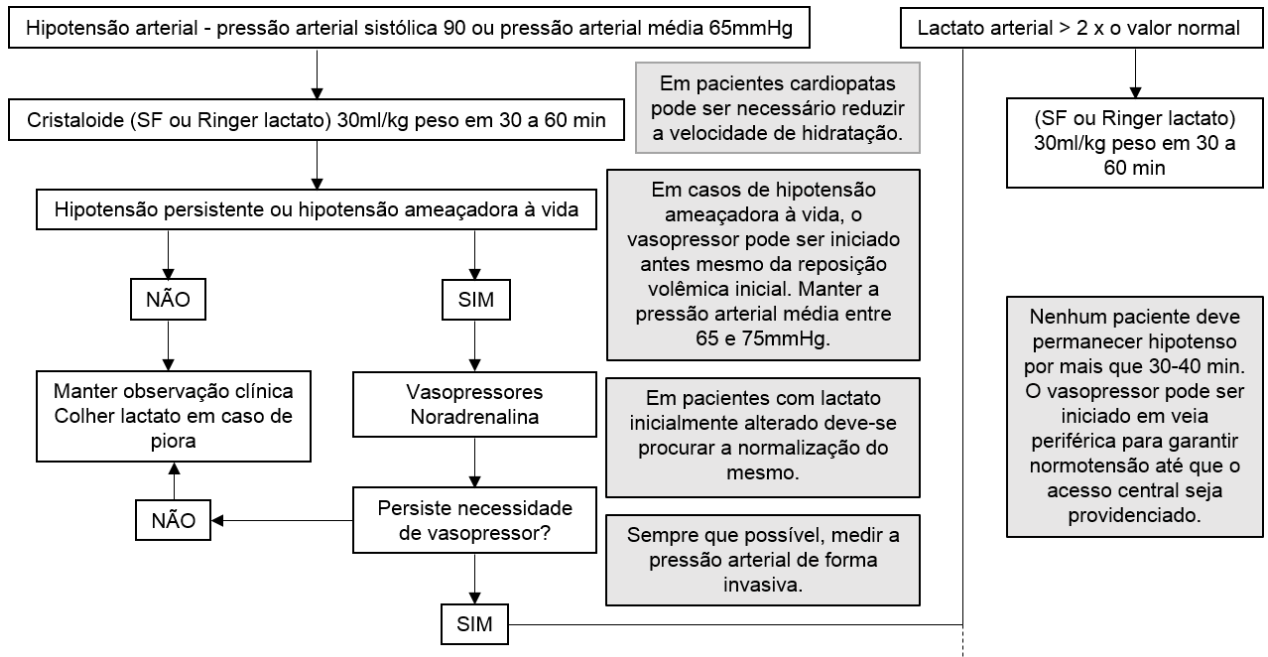 Hipotensão arterial - pressão arterial sistólica 90 ou pressão arterial média 65mmHg
Lactato arterial > 2 x o valor normal
Cristaloide (SF ou Ringer lactato) 30ml/kg peso em 30 a 60 min
Em pacientes cardiopatas
pode ser necessário reduzir
a velocidade de hidratação.
(SF ou Ringer lactato)
30ml/kg peso em 30 a
60 min
Hipotensão persistente ou hipotensão ameaçadora à vida
Em casos de hipotensão
ameaçadora à vida, o
vasopressor pode ser iniciado
antes mesmo da reposição
volêmica inicial. Manter a
pressão arterial média entre
65 e 75mmHg.
NÃO
SIM
Nenhum paciente deve
permanecer hipotenso
por mais que 30-40 min.
O vasopressor pode ser
iniciado em veia
periférica para garantir
normotensão até que o
acesso central seja
providenciado.
Manter observação clínica
Colher lactato em caso de
piora
Vasopressores
Noradrenalina
Em pacientes com lactato
inicialmente alterado deve-se
procurar a normalização do
mesmo.
NÃO
Persiste necessidade
de vasopressor?
Sempre que possível, medir a
pressão arterial de forma
invasiva.
SIM